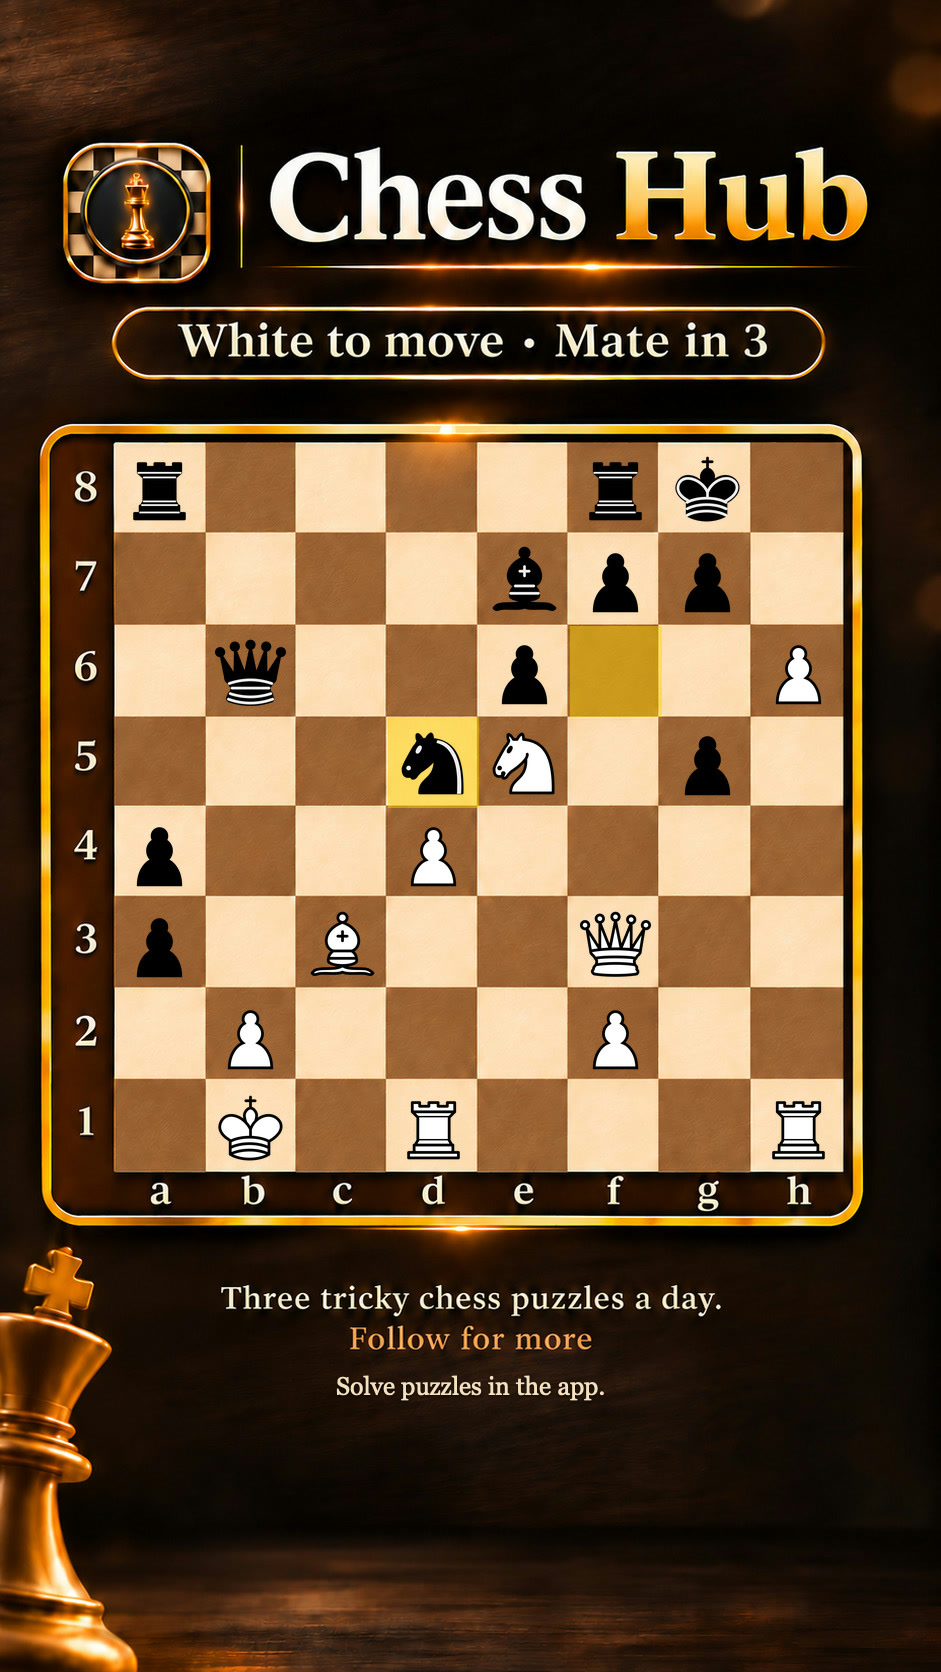 Chess Hub
White to move • Mate in 3
8
7
6
5
4
3
2
1
a b c d e f g h
Three tricky chess puzzles a day.
Follow for more
Solve puzzles in the app.